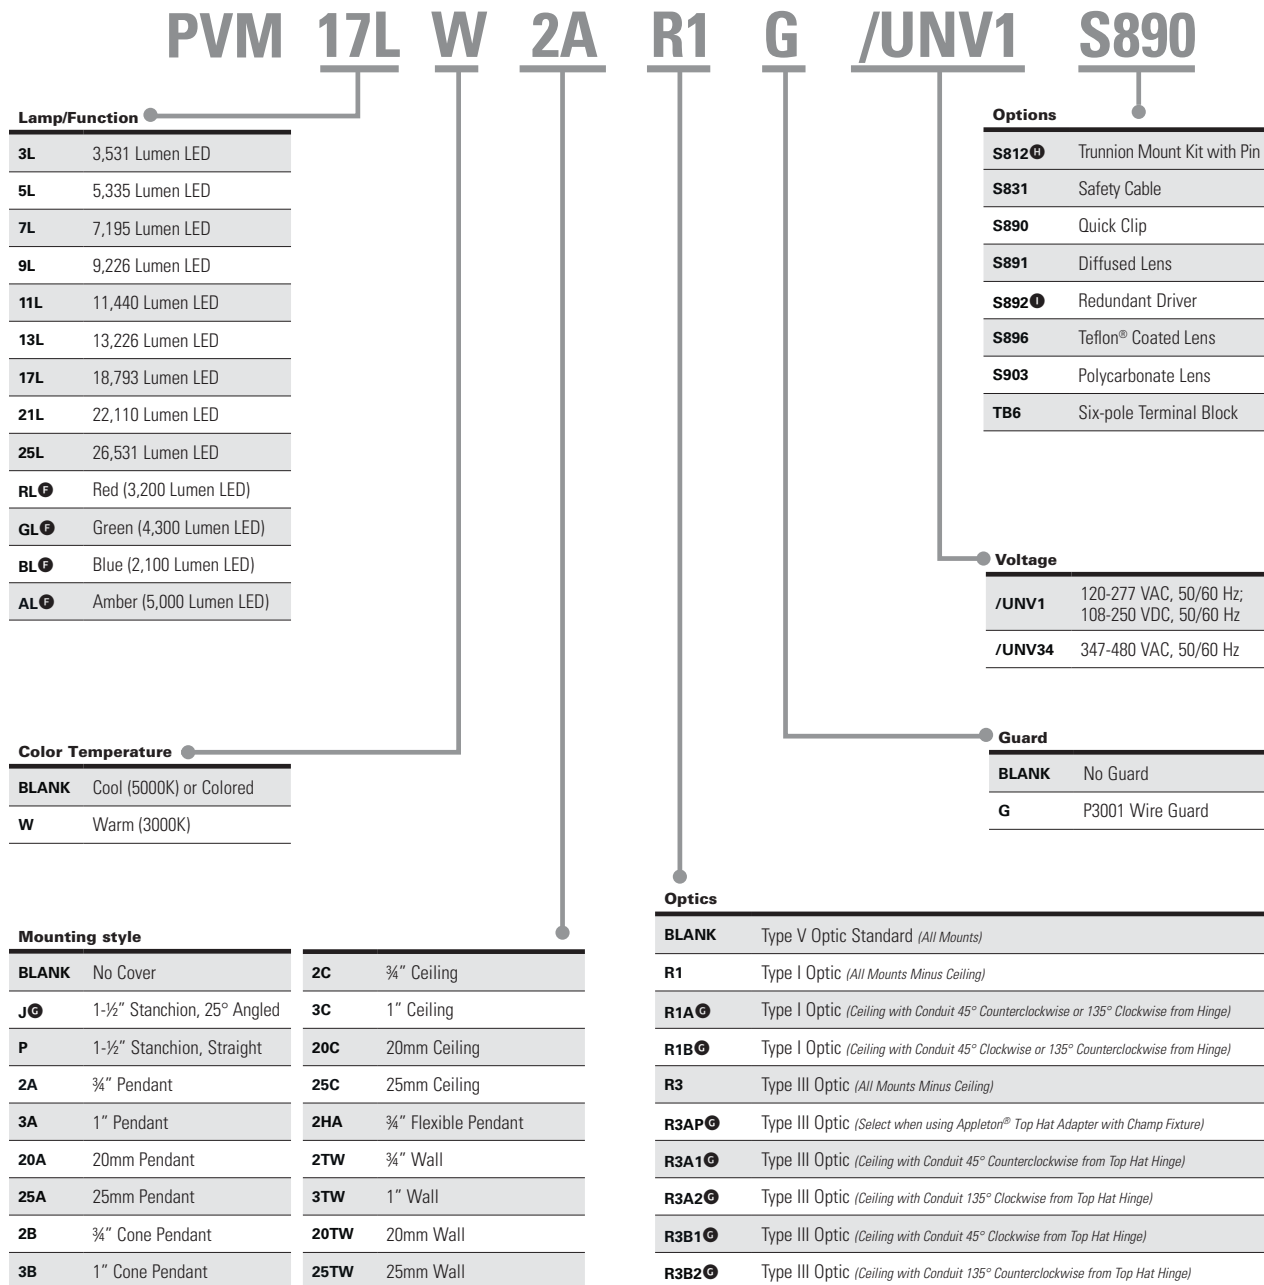 PVM 17L W 2A R1 G /UNV1 S890
Lamp/Function
3L 3,531 Lumen LED
5L 5,335 Lumen LED
7L 7,195 Lumen LED
9L 9,226 Lumen LED
11L 11,440 Lumen LED
13L 13,226 Lumen LED
17L 18,793 Lumen LED
21L 22,110 Lumen LED
25L 26,531 Lumen LED
RL F Red (3,200 Lumen LED)
GL F Green (4,300 Lumen LED)
BL F Blue (2,100 Lumen LED)
AL F Amber (5,000 Lumen LED)
Options
S812 H Trunnion Mount Kit with Pin
S831 Safety Cable
S890 Quick Clip
S891 Diffused Lens
S892 I Redundant Driver
S896 Teflon® Coated Lens
S903 Polycarbonate Lens
TB6 Six-pole Terminal Block
Voltage
/UNV1 120-277 VAC, 50/60 Hz;
108-250 VDC, 50/60 Hz
/UNV34 347-480 VAC, 50/60 Hz
Color Temperature
BLANK Cool (5000K) or Colored
W Warm (3000K)
Guard
BLANK No Guard
G P3001 Wire Guard
Mounting style
BLANK No Cover
J G 1-½" Stanchion, 25° Angled
P 1-½" Stanchion, Straight
2A ¾" Pendant
3A 1" Pendant
20A 20mm Pendant
25A 25mm Pendant
2B ¾" Cone Pendant
3B 1" Cone Pendant
2C ¾" Ceiling
3C 1" Ceiling
20C 20mm Ceiling
25C 25mm Ceiling
2HA ¾" Flexible Pendant
2TW ¾" Wall
3TW 1" Wall
20TW 20mm Wall
25TW 25mm Wall
Optics
BLANK Type V Optic Standard (All Mounts)
R1 Type I Optic (All Mounts Minus Ceiling)
R1A G Type I Optic (Ceiling with Conduit 45° Counterclockwise or 135° Clockwise from Hinge)
R1B G Type I Optic (Ceiling with Conduit 45° Clockwise or 135° Counterclockwise from Hinge)
R3 Type III Optic (All Mounts Minus Ceiling)
R3AP G Type III Optic (Select when using Appleton® Top Hat Adapter with Champ Fixture)
R3A1 G Type III Optic (Ceiling with Conduit 45° Counterclockwise from Top Hat Hinge)
R3A2 G Type III Optic (Ceiling with Conduit 135° Clockwise from Top Hat Hinge)
R3B1 G Type III Optic (Ceiling with Conduit 45° Clockwise from Top Hat Hinge)
R3B2 G Type III Optic (Ceiling with Conduit 135° Counterclockwise from Top Hat Hinge)